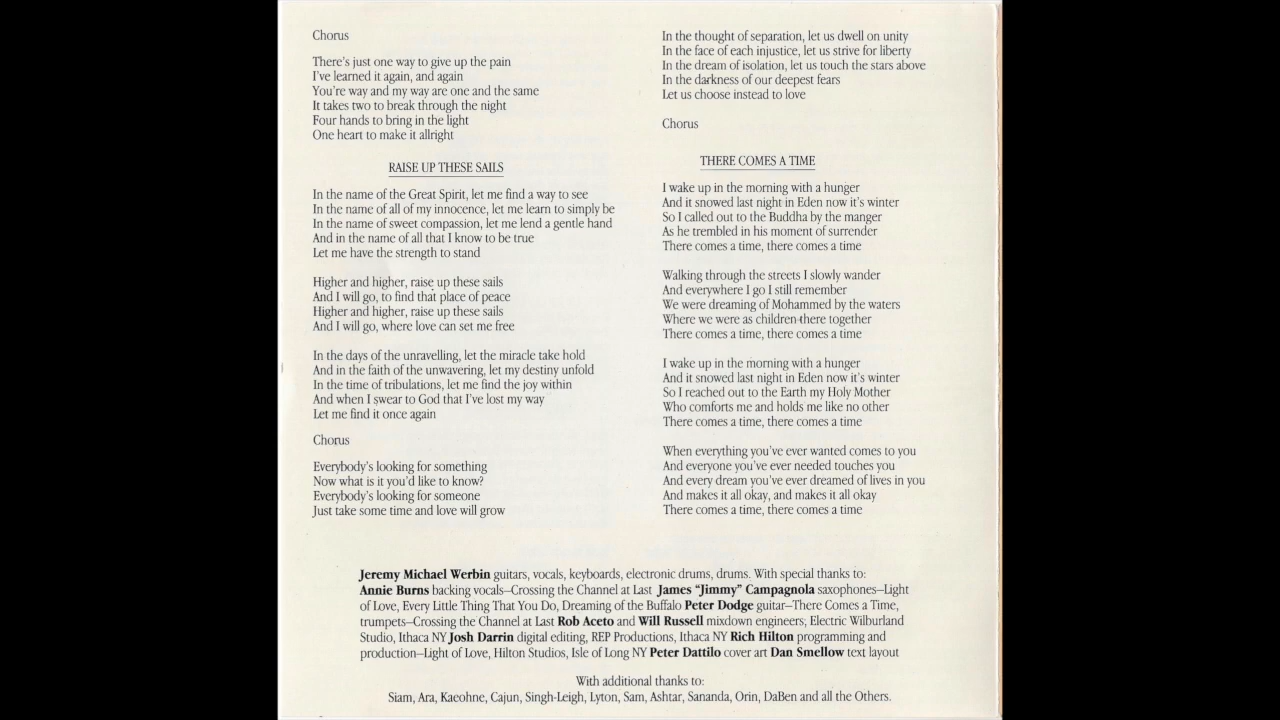 Chorus
There's just one way to give up the pain
I've learned it again, and again
You're way and my way are one and the same
It takes two to break through the night
Four hands to bring in the light
One heart to make it allright
RAISE UP THESE SAILS
In the name of the Great Spirit, let me find a way to see
In the name of all of my innocence, let me learn to simply be
In the name of sweet compassion, let me lend a gentle hand
And in the name of all that I know to be true
Let me have the strength to stand
Higher and higher, raise up these sails
And I will go, to find that place of peace
Higher and higher, raise up these sails
And I will go, where love can set me free
In the days of the unravelling, let the miracle take hold
And in the faith of the unwavering, let my destiny unfold
In the time of tribulations, let me find the joy within
And when I swear to God that I've lost my way
Let me find it once again
Chorus
Everybody's looking for something
Now what is it you'd like to know?
Everybody's looking for someone
Just take some time and love will grow
In the thought of separation, let us dwell on unity
In the face of each injustice, let us strive for liberty
In the dream of isolation, let us touch the stars above
In the darkness of our deepest fears
Let us choose instead to love
Chorus
THERE COMES A TIME
I wake up in the morning with a hunger
And it snowed last night in Eden now it's winter
So I called out to the Buddha by the manger
As he trembled in his moment of surrender
There comes a time, there comes a time
Walking through the streets I slowly wander
And everywhere I go I still remember
We were dreaming of Mohammed by the waters
Where we were as children there together
There comes a time, there comes a time
I wake up in the morning with a hunger
And it snowed last night in Eden now it's winter
So I reached out to the Earth my Holy Mother
Who comforts me and holds me like no other
There comes a time, there comes a time
When everything you've ever wanted comes to you
And everyone you've ever needed touches you
And every dream you've ever dreamed of lives in you
And makes it all okay, and makes it all okay
There comes a time, there comes a time
Jeremy Michael Werbin guitars, vocals, keyboards, electronic drums, drums. With special thanks to:
Annie Burns backing vocals–Crossing the Channel at Last James "Jimmy" Campagnola saxophones–Light
of Love, Every Little Thing That You Do, Dreaming of the Buffalo Peter Dodge guitar–There Comes a Time,
trumpets–Crossing the Channel at Last Rob Aceto and Will Russell mixdown engineers, Electric Wilburland
Studio, Ithaca NY Josh Darrin digital editing, REP Productions, Ithaca NY Rich Hilton programming and
production–Light of Love, Hilton Studios, Isle of Long NY Peter Dattilo cover art Dan Smellow text layout
With additional thanks to:
Siam, Ara, Kaeohne, Cajun, Singh-Leigh, Lyton, Sam, Ashtar, Sananda, Orin, DaBen and all the Others.